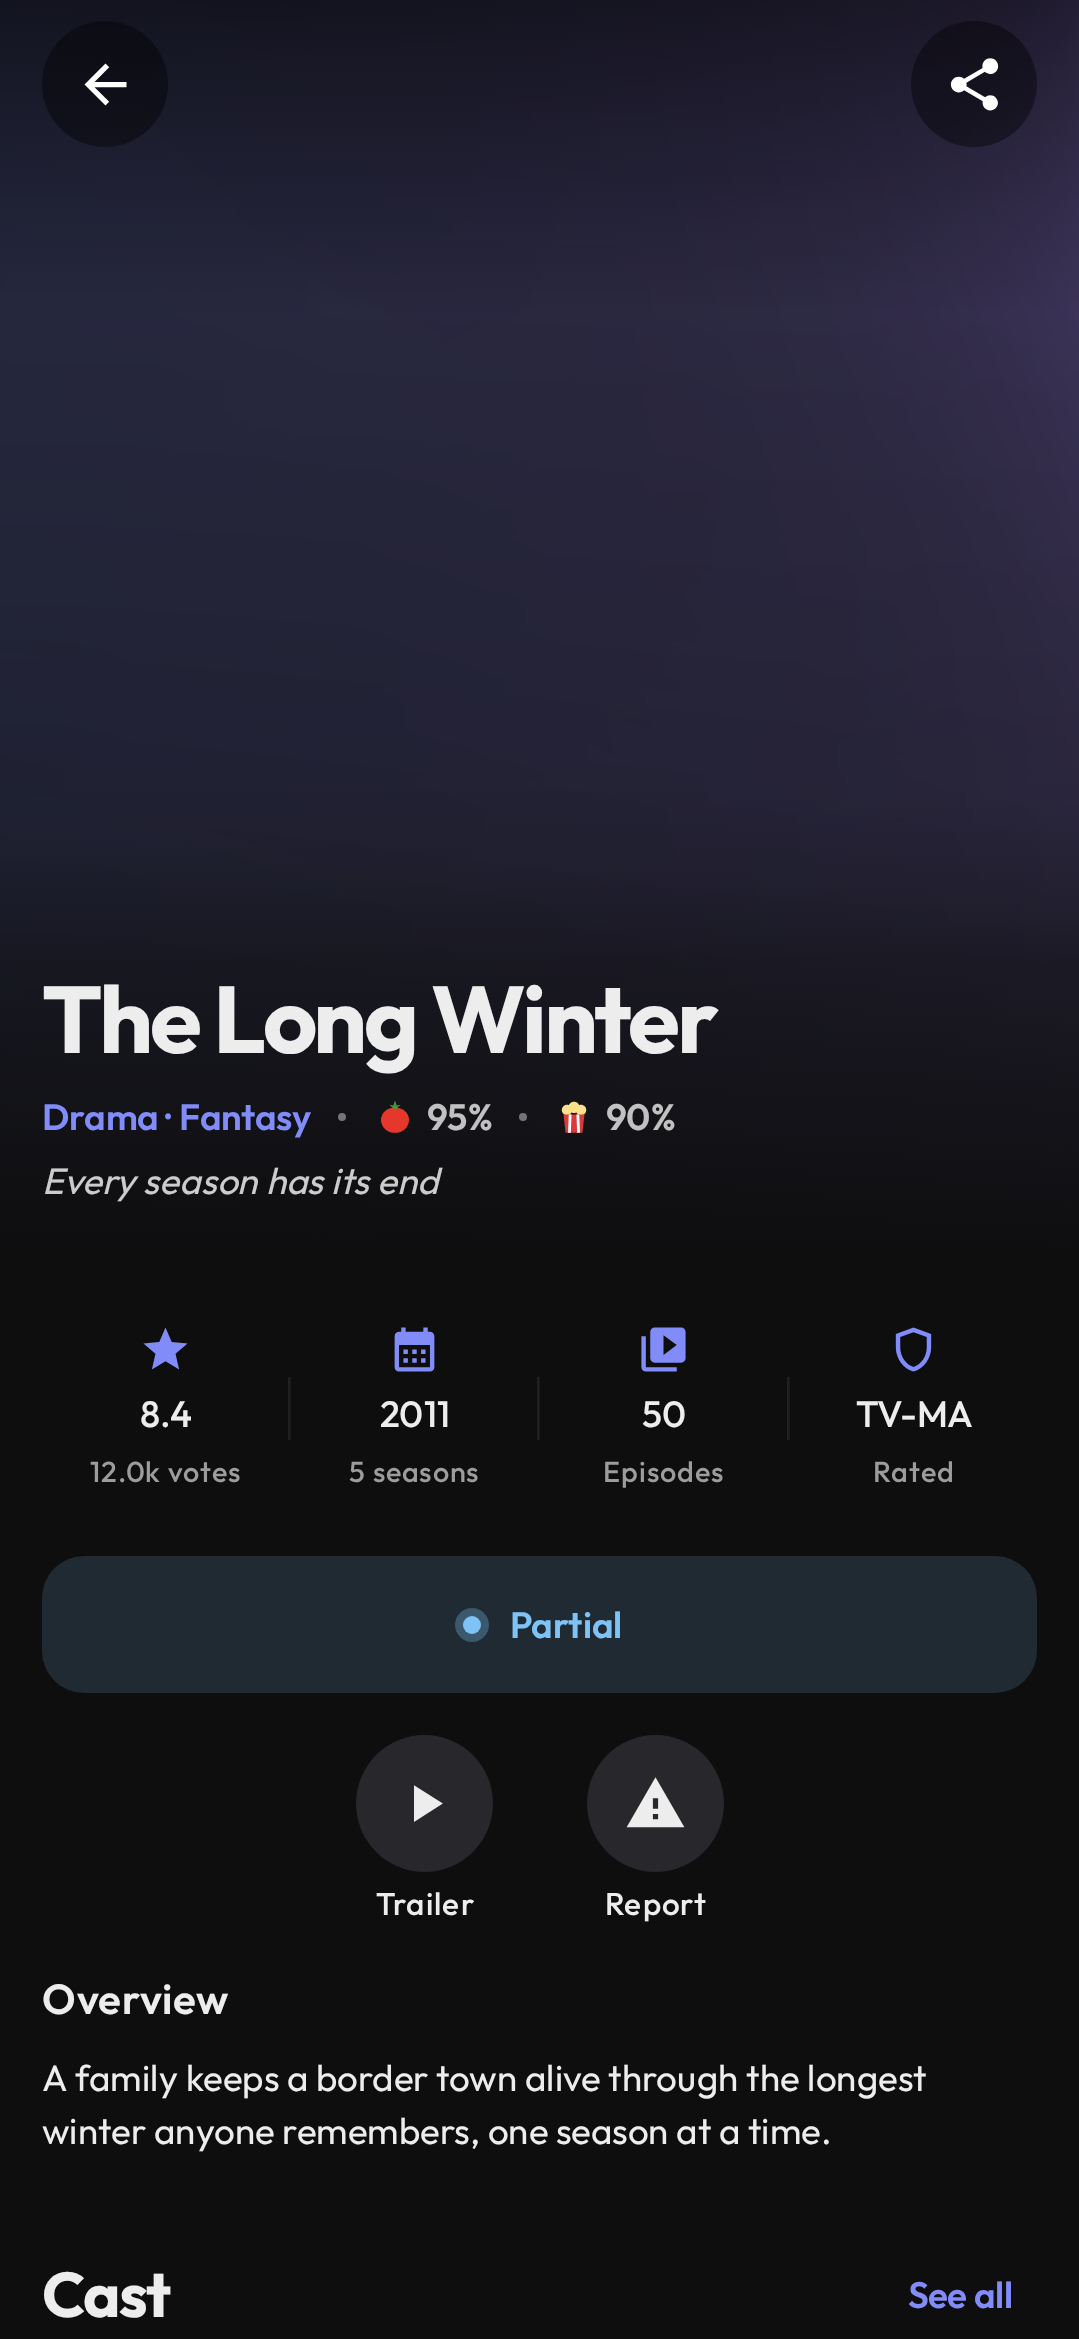 The Long Winter
Drama · Fantasy • 95% • 90%
Every season has its end
8.4 2011 50 TV-MA
12.0k votes 5 seasons Episodes Rated
Partial
Trailer Report
Overview
A family keeps a border town alive through the longest
winter anyone remembers, one season at a time.
Cast See all